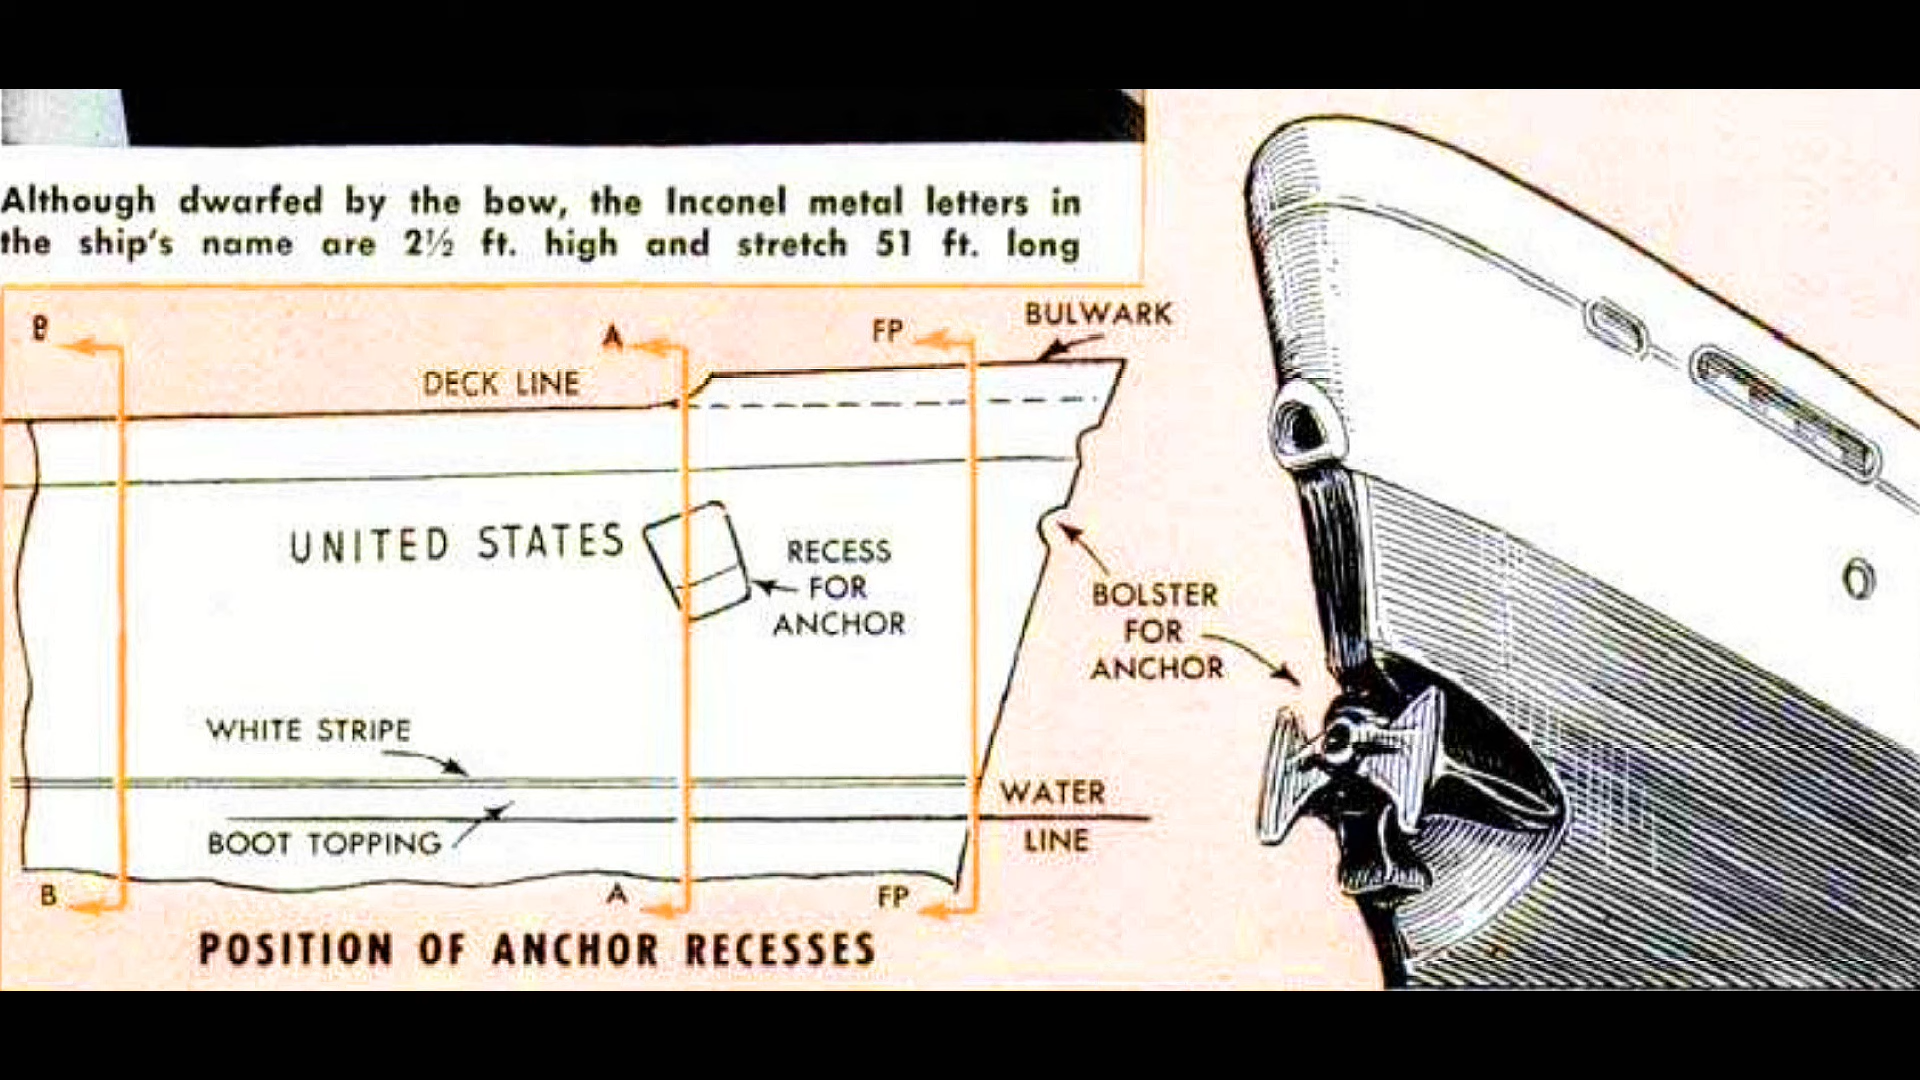 Although dwarfed by the bow, the Inconel metal letters in
the ship's name are 2½ ft. high and stretch 51 ft. long
B
A
FP
BULWARK
DECK LINE
UNITED STATES
RECESS
FOR
ANCHOR
BOLSTER
FOR
ANCHOR
WHITE STRIPE
WATER
LINE
BOOT TOPPING
B
A
FP
POSITION OF ANCHOR RECESSES